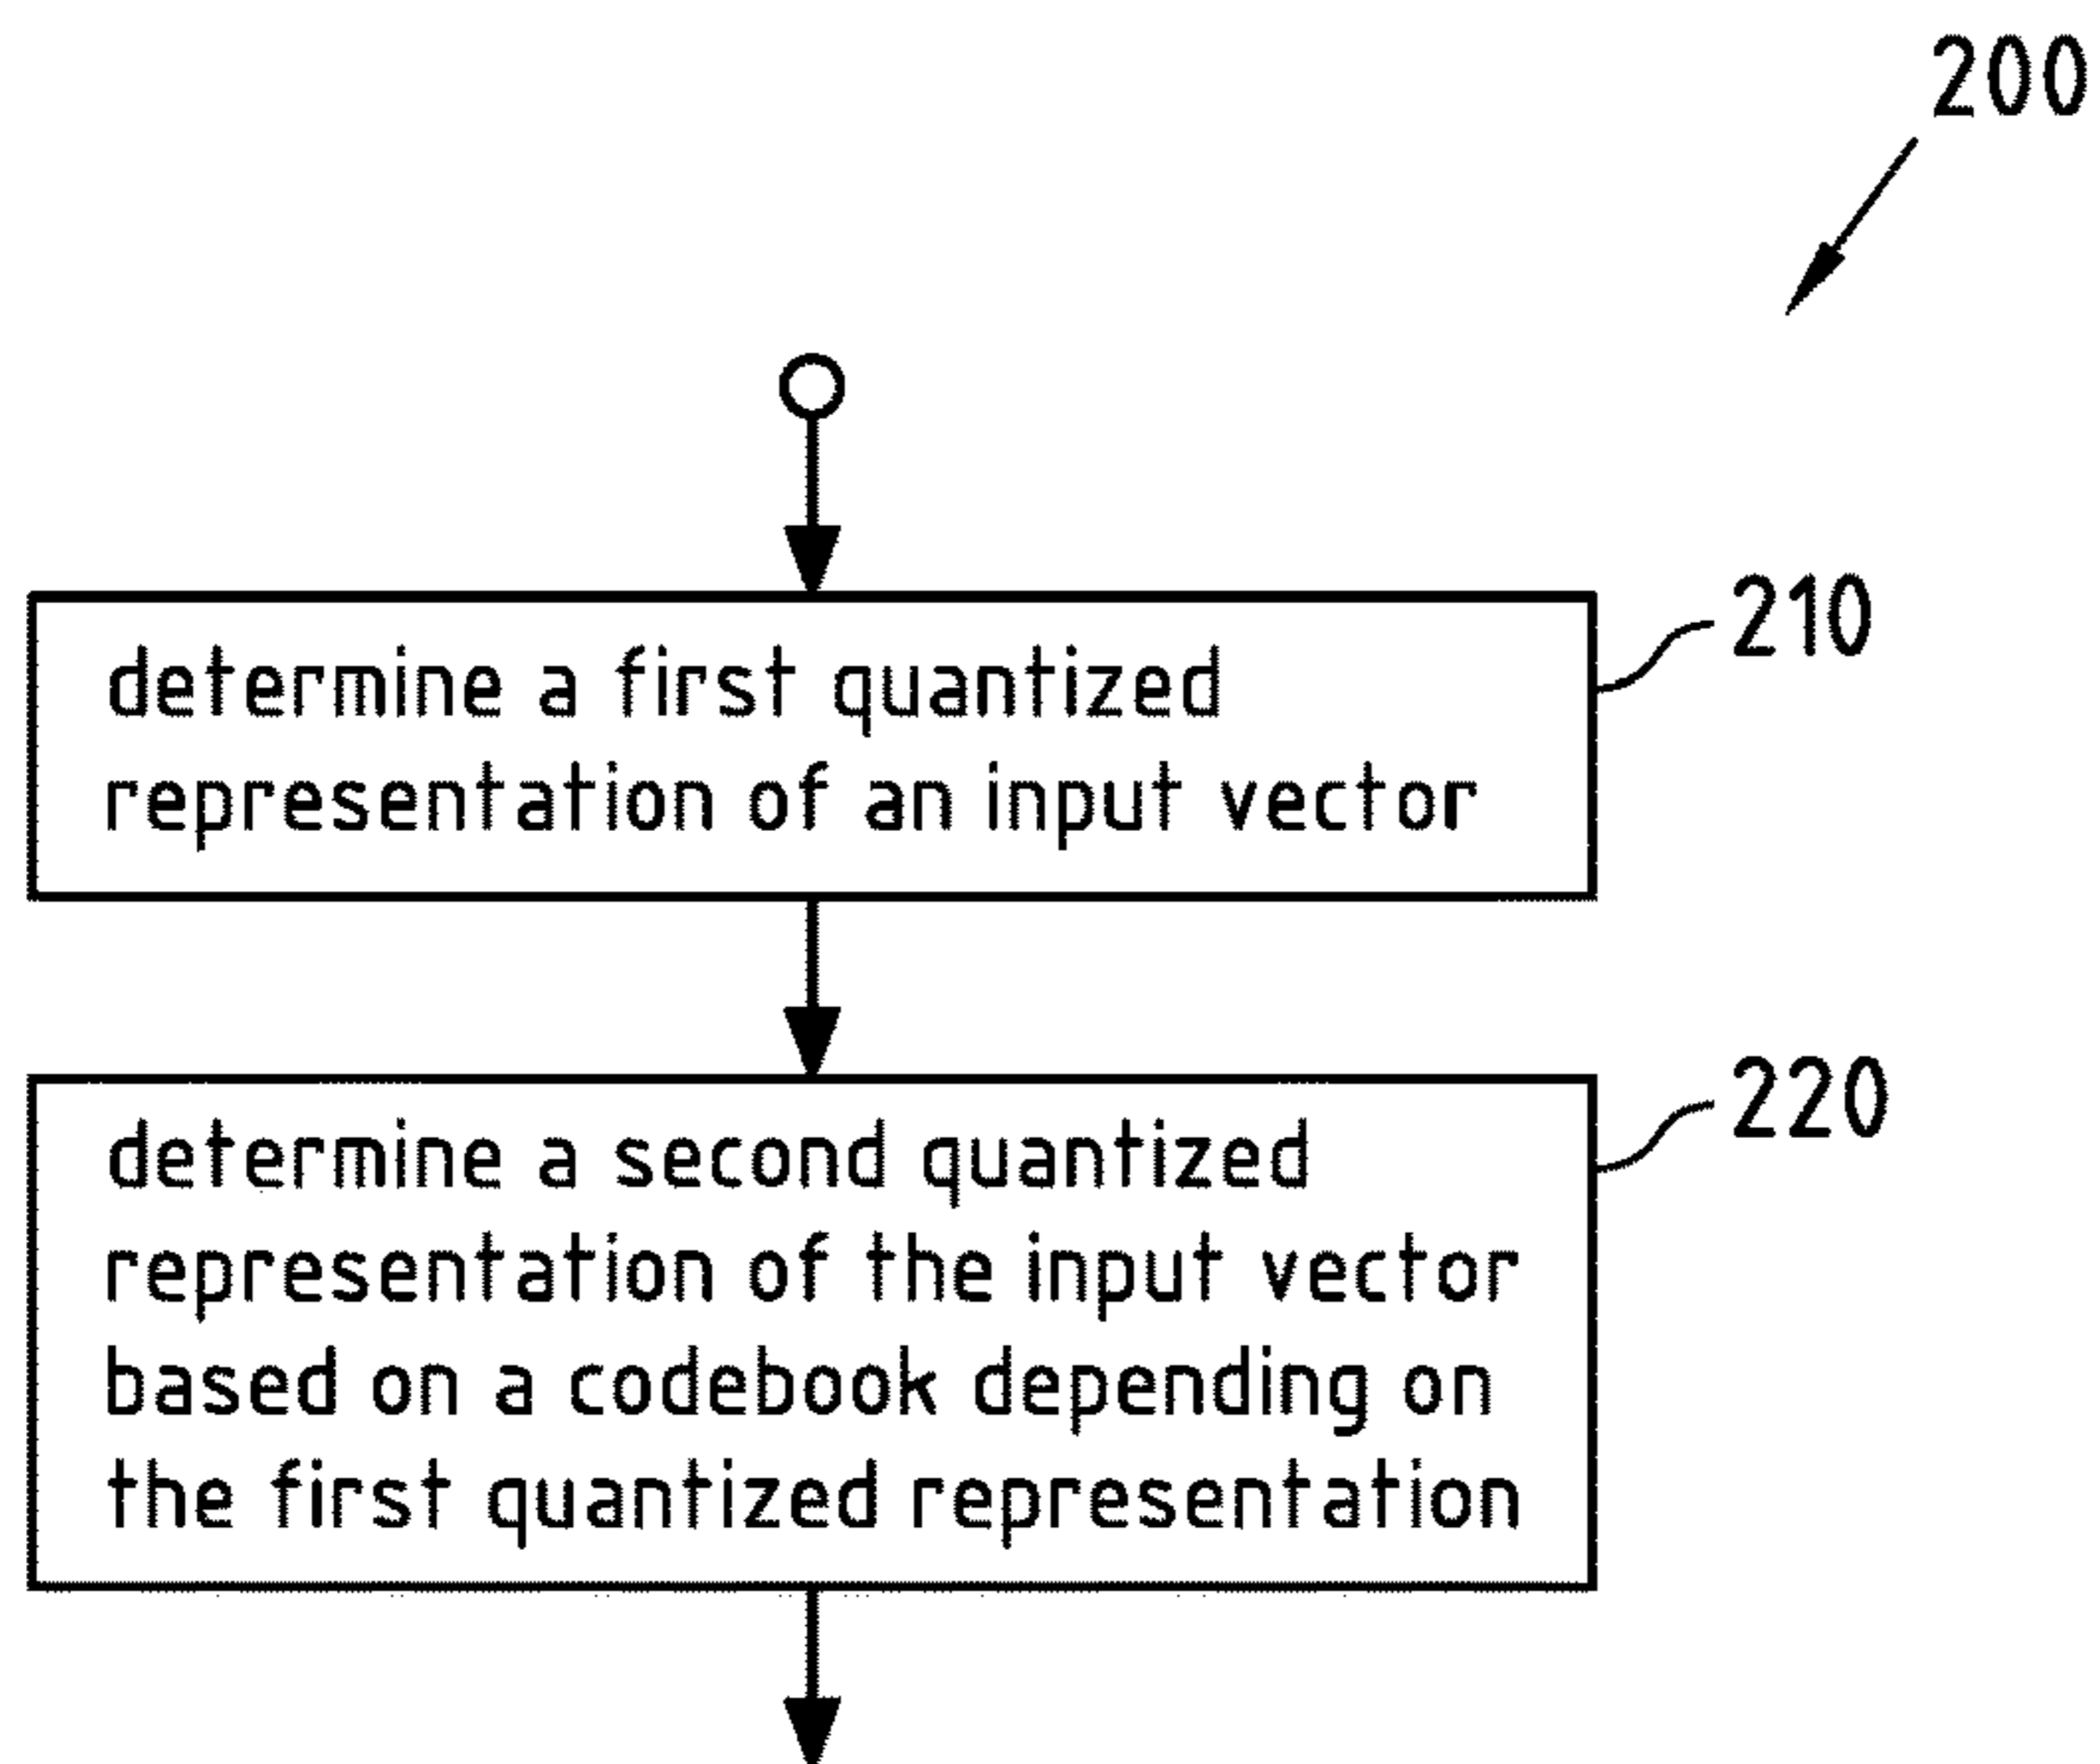 200
determine a first quantized
representation of an input vector
210
determine a second quantized
representation of the input vector
based on a codebook depending on
the first quantized representation
220